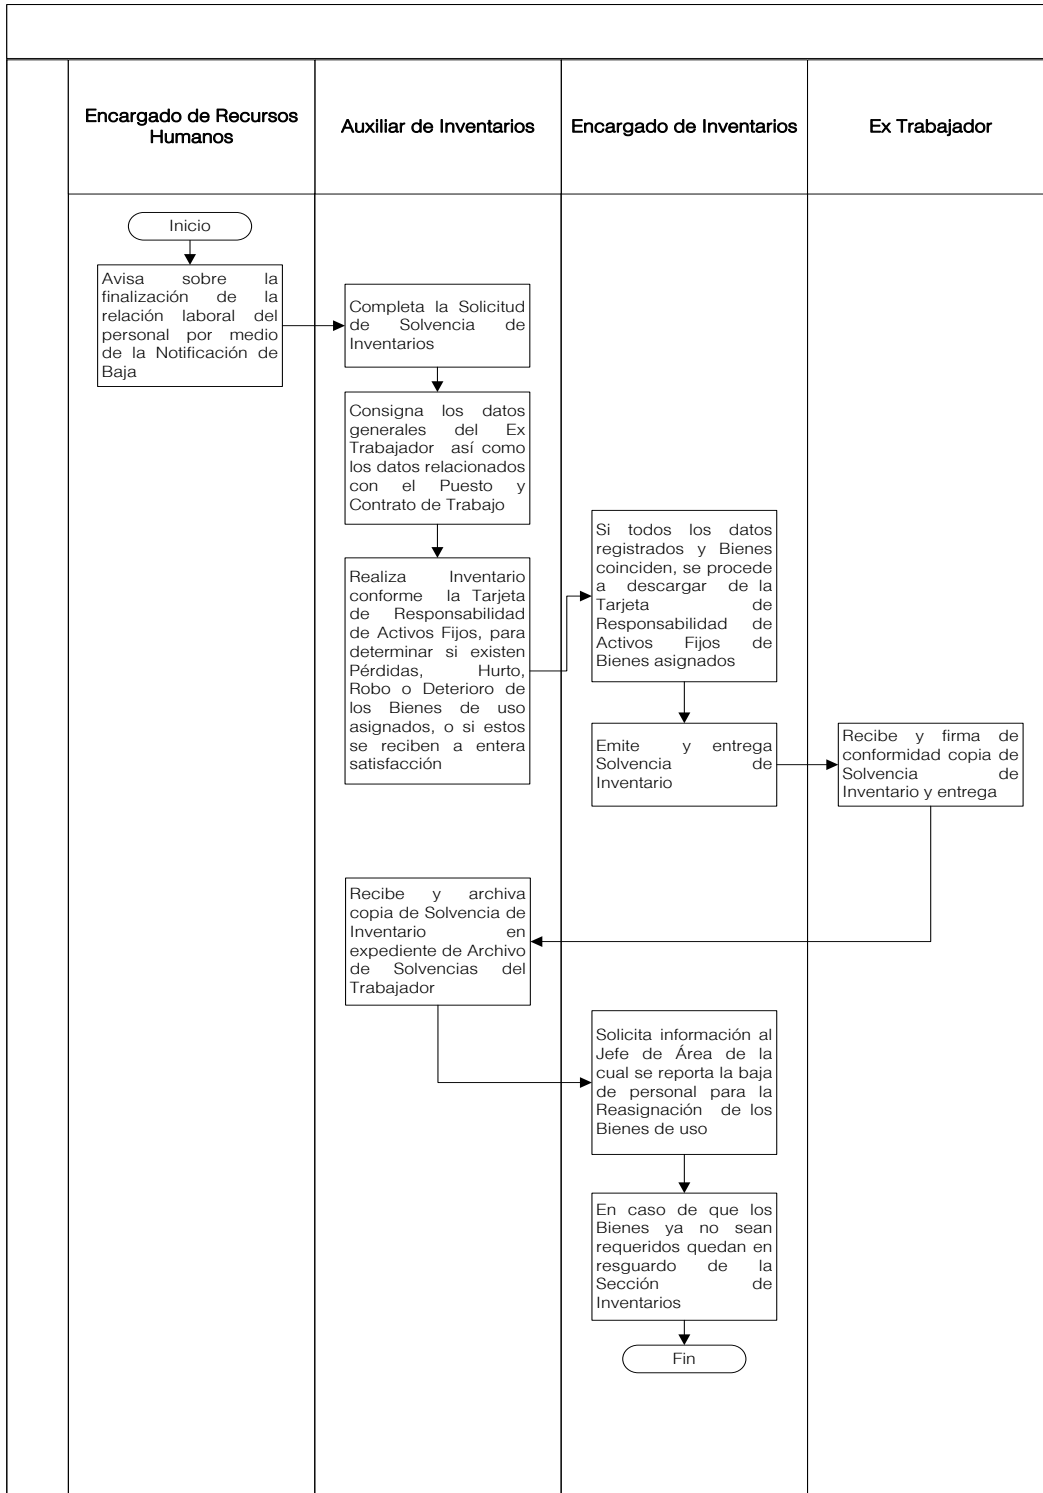 Encargado de Recursos
Humanos
Auxiliar de Inventarios
Encargado de Inventarios
Ex Trabajador
Inicio
Avisa sobre la
finalización de la
relación laboral del
personal por medio
de la Notificación de
Baja
Completa la Solicitud
de Solvencia de
Inventarios
Consigna los datos
generales del Ex
Trabajador así como
los datos relacionados
con el Puesto y
Contrato de Trabajo
Realiza Inventario
conforme la Tarjeta
de Responsabilidad
de Activos Fijos, para
determinar si existen
Pérdidas, Hurto,
Robo o Deterioro de
los Bienes de uso
asignados, o si estos
se reciben a entera
satisfacción
Si todos los datos
registrados y Bienes
coinciden, se procede
a descargar de la
Tarjeta de
Responsabilidad de
Activos Fijos de
Bienes asignados
Emite y entrega
Solvencia de
Inventario
Recibe y firma de
conformidad copia de
Solvencia de
Inventario y entrega
Recibe y archiva
copia de Solvencia de
Inventario en
expediente de Archivo
de Solvencias del
Trabajador
Solicita información al
Jefe de Área de la
cual se reporta la baja
de personal para la
Reasignación de los
Bienes de uso
En caso de que los
Bienes ya no sean
requeridos quedan en
resguardo de la
Sección de
Inventarios
Fin